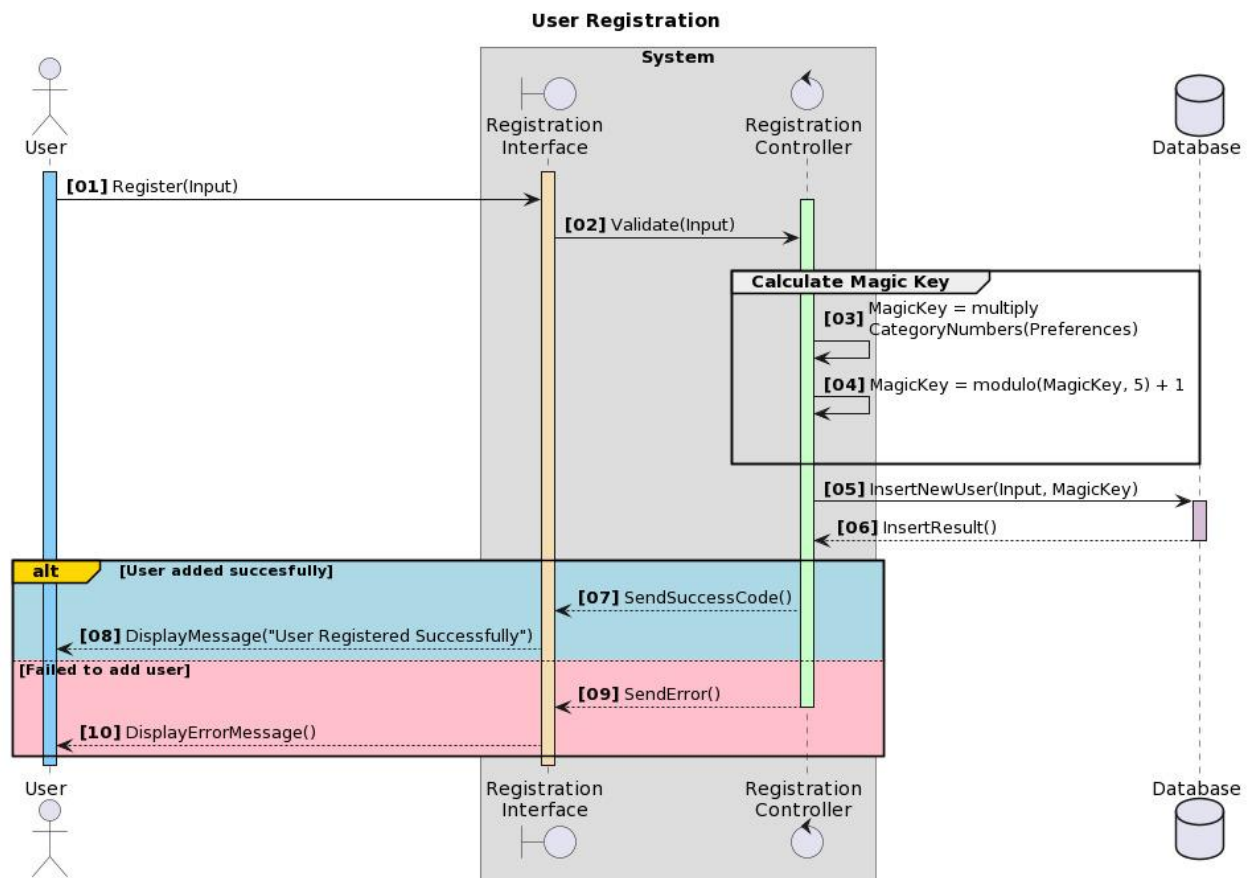 User Registration
System
User
Registration
Interface
Registration
Controller
Database
[01] Register(Input)
[02] Validate(Input)
Calculate Magic Key
[03] MagicKey = multiply
CategoryNumbers(Preferences)
[04] MagicKey = modulo(MagicKey, 5) + 1
[05] InsertNewUser(Input, MagicKey)
[06] InsertResult()
alt [User added succesfully]
[07] SendSuccessCode()
[08] DisplayMessage("User Registered Successfully")
[Failed to add user]
[09] SendError()
[10] DisplayErrorMessage()
User
Registration
Interface
Registration
Controller
Database